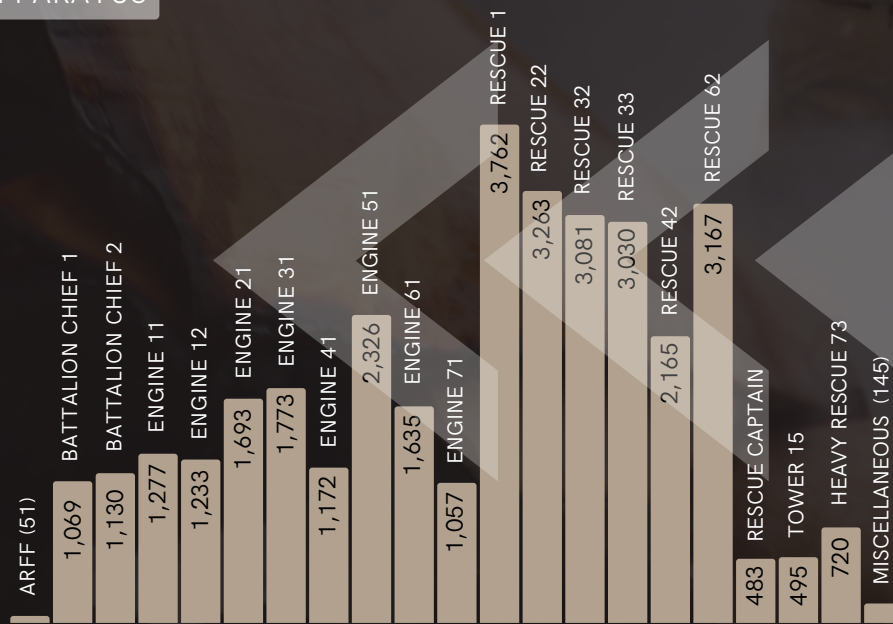 ARFF (51)
BATTALION CHIEF 1
1,069
BATTALION CHIEF 2
1,130
ENGINE 11
1,277
ENGINE 12
1,233
ENGINE 21
1,693
ENGINE 31
1,773
ENGINE 41
1,172
ENGINE 51
2,326
ENGINE 61
1,635
ENGINE 71
1,057
RESCUE 1
3,762
RESCUE 22
3,263
RESCUE 32
3,081
RESCUE 33
3,030
RESCUE 42
2,165
RESCUE 62
3,167
RESCUE CAPTAIN
483
TOWER 15
495
HEAVY RESCUE 73
720
MISCELLANEOUS (145)